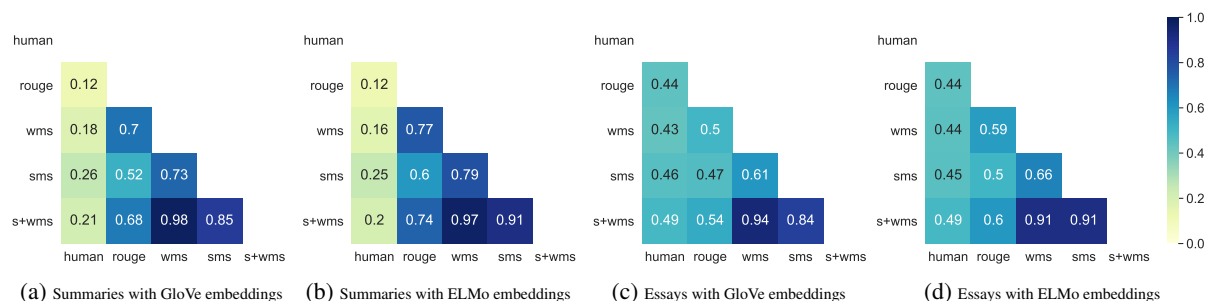 human
rouge 0.12
wms 0.18 0.7
sms 0.26 0.52 0.73
s+wms 0.21 0.68 0.98 0.85
human rouge wms sms s+wms
(a) Summaries with GloVe embeddings
human
rouge 0.12
wms 0.16 0.77
sms 0.25 0.6 0.79
s+wms 0.2 0.74 0.97 0.91
human rouge wms sms s+wms
(b) Summaries with ELMo embeddings
human
rouge 0.44
wms 0.43 0.5
sms 0.46 0.47 0.61
s+wms 0.49 0.54 0.94 0.84
human rouge wms sms s+wms
(c) Essays with GloVe embeddings
human
rouge 0.44
wms 0.44 0.59
sms 0.45 0.5 0.66
s+wms 0.49 0.6 0.91 0.91
human rouge wms sms s+wms
(d) Essays with ELMo embeddings
1.0
0.8
0.6
0.4
0.2
0.0